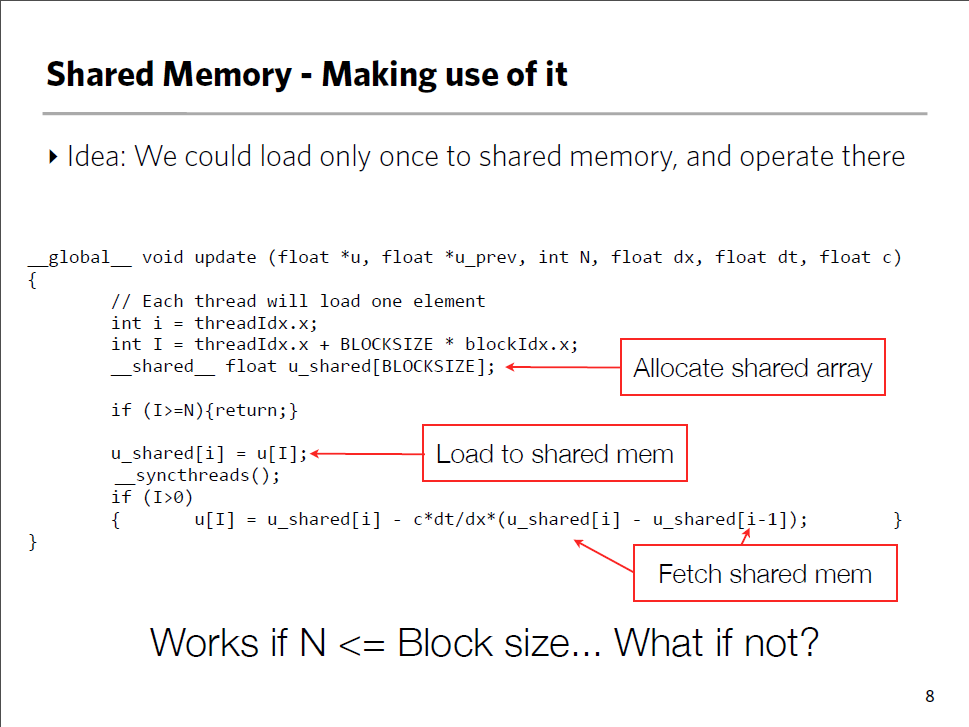 Shared Memory - Making use of it
Idea: We could load only once to shared memory, and operate there
__global__ void update (float *u, float *u_prev, int N, float dx, float dt, float c)
{
// Each thread will load one element
int i = threadIdx.x;
int I = threadIdx.x + BLOCKSIZE * blockIdx.x;
__shared__ float u_shared[BLOCKSIZE];
Allocate shared array
if (I>=N){return;}
u_shared[i] = u[I];
Load to shared mem
__syncthreads();
if (I>0)
{ u[I] = u_shared[i] - c*dt/dx*(u_shared[i] - u_shared[i-1]); }
}
Fetch shared mem
Works if N <= Block size... What if not?
8